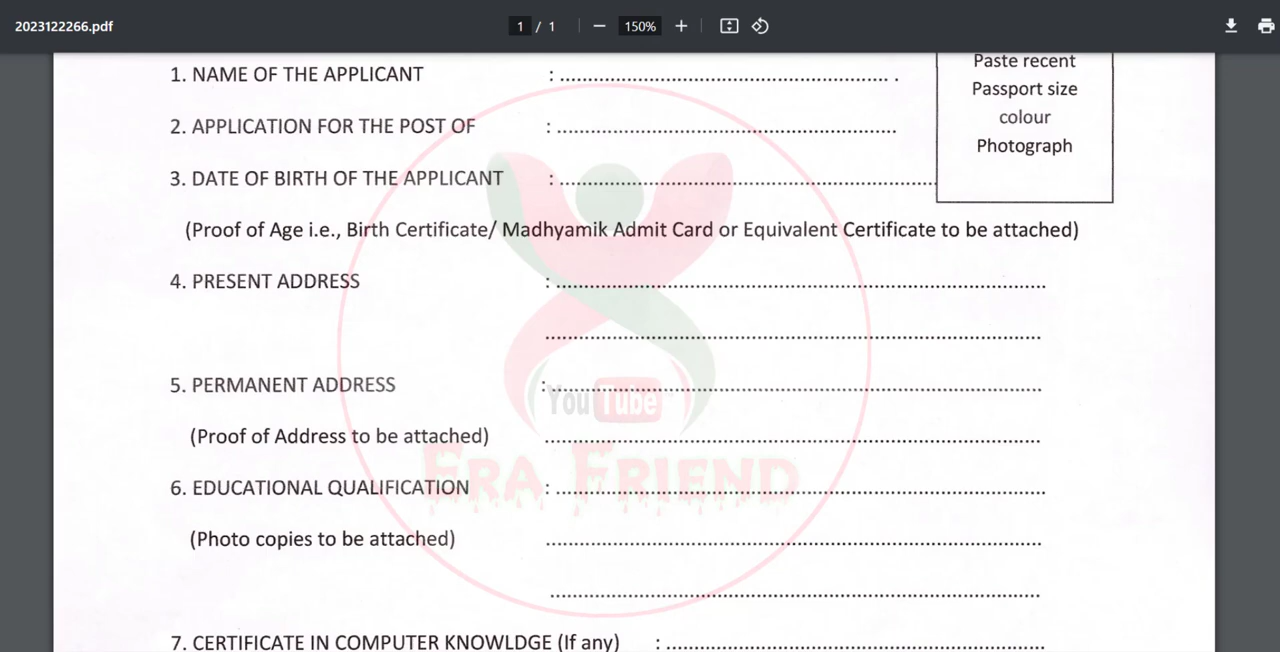 2023122266.pdf
1 / 1
150%
Paste recent
Passport size
colour
Photograph
1. NAME OF THE APPLICANT : ................................................................ .
2. APPLICATION FOR THE POST OF : ..................................................................
3. DATE OF BIRTH OF THE APPLICANT : ..........................................................................
(Proof of Age i.e., Birth Certificate/ Madhyamik Admit Card or Equivalent Certificate to be attached)
4. PRESENT ADDRESS : ................................................................................................
.................................................................................................
5. PERMANENT ADDRESS : ................................................................................................
YouTube
(Proof of Address to be attached) .................................................................................................
ERA FRIEND
6. EDUCATIONAL QUALIFICATION : ................................................................................................
(Photo copies to be attached) .................................................................................................
................................................................................................
7. CERTIFICATE IN COMPUTER KNOWLDGE (If any) : ..........................................................................